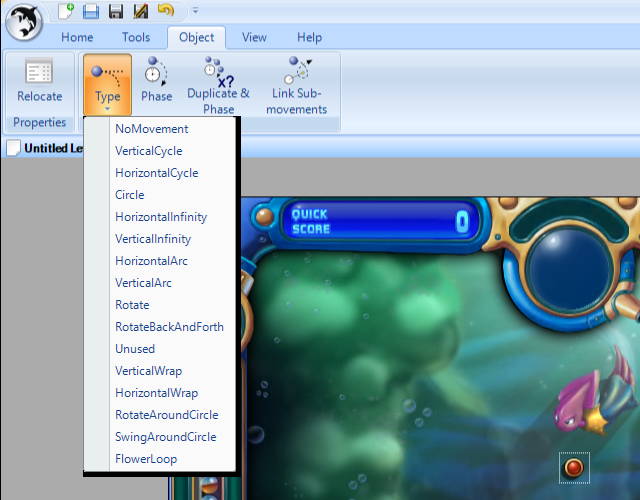 Home Tools Object View Help
Relocate
Type
Phase
Duplicate &
Phase
x?
Link Sub-
movements
Properties
Untitled Le
NoMovement
VerticalCycle
HorizontalCycle
Circle
HorizontalInfinity
VerticalInfinity
HorizontalArc
VerticalArc
Rotate
RotateBackAndForth
Unused
VerticalWrap
HorizontalWrap
RotateAroundCircle
SwingAroundCircle
FlowerLoop
QUICK
SCORE
0